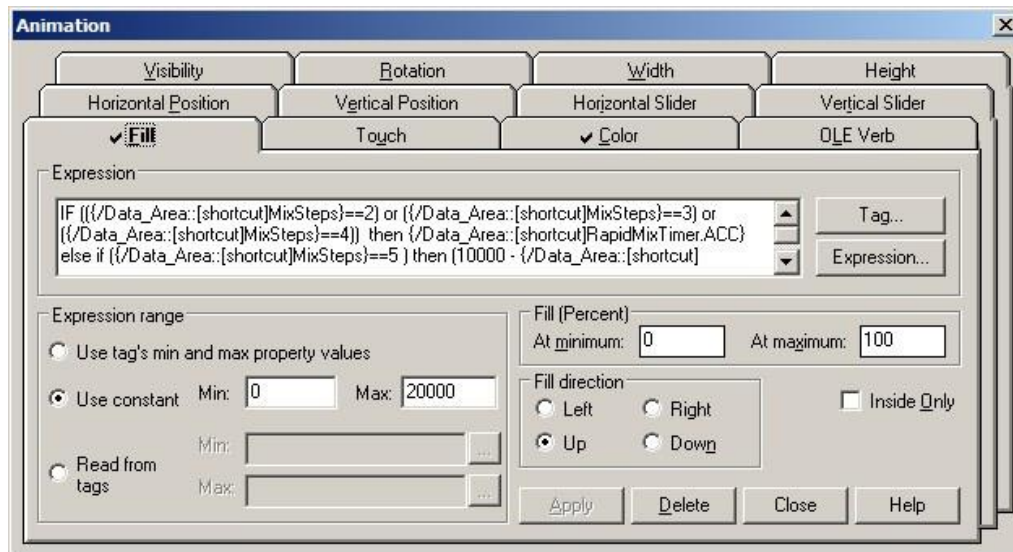 Animation
Visibility
Rotation
Width
Height
Horizontal Position
Vertical Position
Horizontal Slider
Vertical Slider
Fill
Touch
Color
OLE Verb
Expression
IF (({/Data_Area::[shortcut]MixSteps}==2) or ({/Data_Area::[shortcut]MixSteps}==3) or
({/Data_Area::[shortcut]MixSteps}==4)) then {/Data_Area::[shortcut]RapidMixTimer.ACC}
else if ({/Data_Area::[shortcut]MixSteps}==5 ) then (10000 - {/Data_Area::[shortcut]
Tag...
Expression...
Expression range
Use tag's min and max property values
Use constant Min: 0 Max: 20000
Read from
tags
Min: ...
Max: ...
Fill (Percent)
At minimum: 0 At maximum: 100
Fill direction
Left Right
Up Down
Inside Only
Apply Delete Close Help